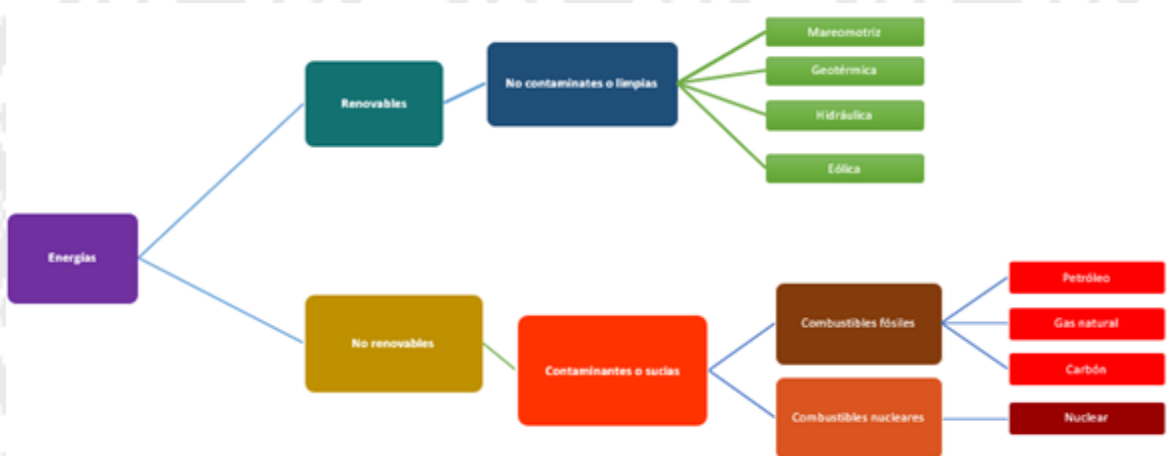 Energías
Renovables
No contaminates o limpias
Mareomotriz
Geotérmica
Hidráulica
Eólica
No renovables
Contaminantes o sucias
Combustibles fósiles
Petróleo
Gas natural
Carbón
Combustibles nucleares
Nuclear